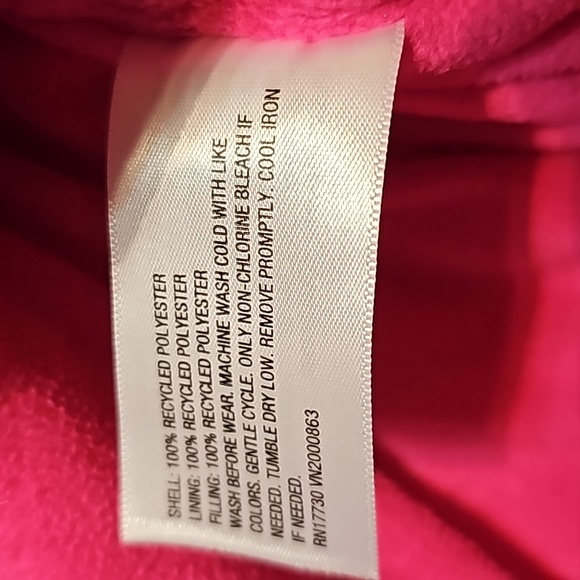 SHELL: 100% RECYCLED POLYESTER
LINING: 100% RECYCLED POLYESTER
FILLING: 100% RECYCLED POLYESTER
WASH BEFORE WEAR. MACHINE WASH COLD WITH LIKE
COLORS. GENTLE CYCLE. ONLY NON-CHLORINE BLEACH IF
NEEDED. TUMBLE DRY LOW. REMOVE PROMPTLY. COOL IRON
IF NEEDED.
RN17730 VN2000863